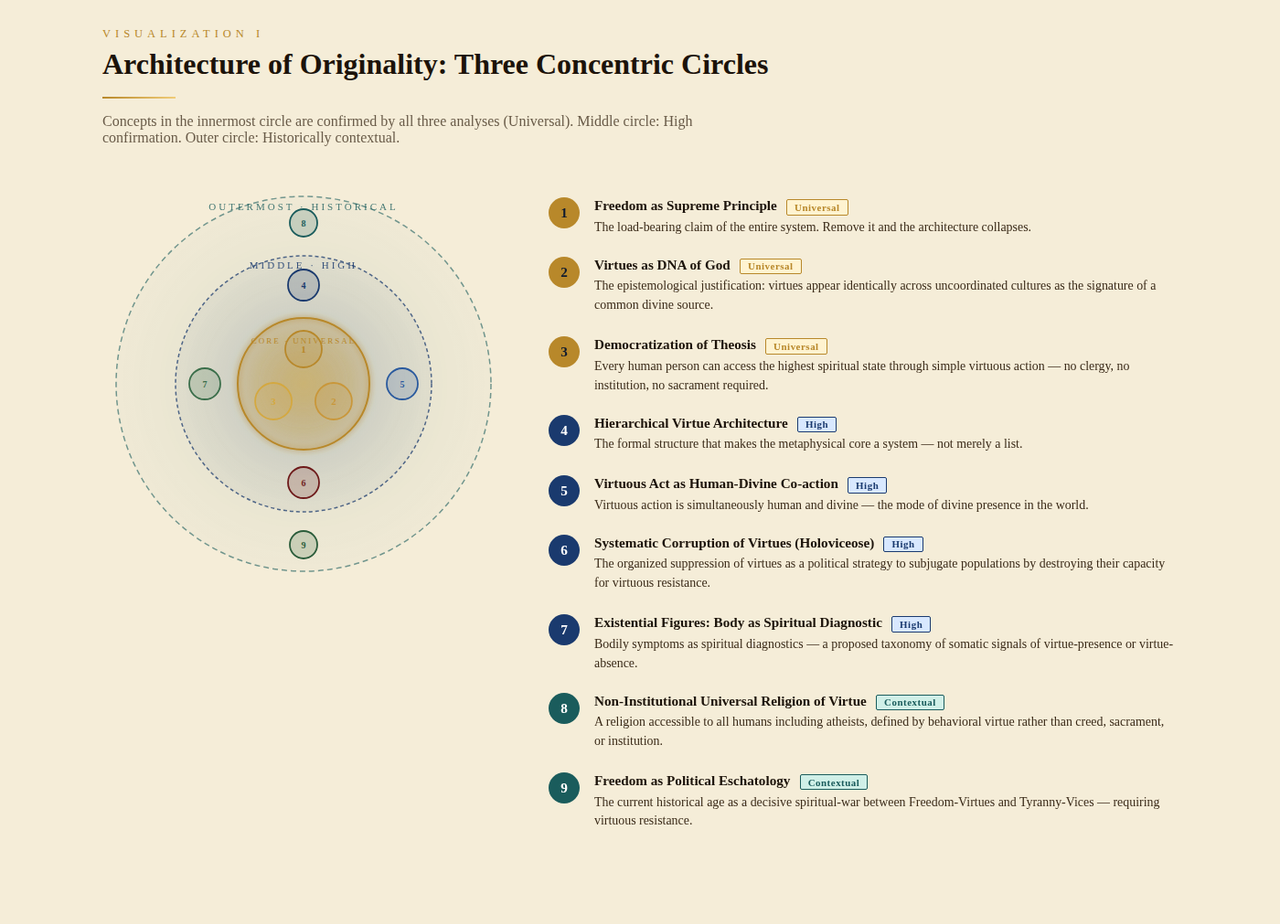 VISUALIZATION I
Architecture of Originality: Three Concentric Circles
Concepts in the innermost circle are confirmed by all three analyses (Universal). Middle circle: High
confirmation. Outer circle: Historically contextual.
OUTERMOST · HISTORICAL
8
MIDDLE · HIGH
4
CORE · UNIVERSAL
1
7
5
3
2
6
9
1
Freedom as Supreme Principle Universal
The load-bearing claim of the entire system. Remove it and the architecture collapses.
2
Virtues as DNA of God Universal
The epistemological justification: virtues appear identically across uncoordinated cultures as the signature of a
common divine source.
3
Democratization of Theosis Universal
Every human person can access the highest spiritual state through simple virtuous action — no clergy, no
institution, no sacrament required.
4
Hierarchical Virtue Architecture High
The formal structure that makes the metaphysical core a system — not merely a list.
5
Virtuous Act as Human-Divine Co-action High
Virtuous action is simultaneously human and divine — the mode of divine presence in the world.
6
Systematic Corruption of Virtues (Holoviceose) High
The organized suppression of virtues as a political strategy to subjugate populations by destroying their capacity
for virtuous resistance.
7
Existential Figures: Body as Spiritual Diagnostic High
Bodily symptoms as spiritual diagnostics — a proposed taxonomy of somatic signals of virtue-presence or virtue-
absence.
8
Non-Institutional Universal Religion of Virtue Contextual
A religion accessible to all humans including atheists, defined by behavioral virtue rather than creed, sacrament,
or institution.
9
Freedom as Political Eschatology Contextual
The current historical age as a decisive spiritual-war between Freedom-Virtues and Tyranny-Vices — requiring
virtuous resistance.